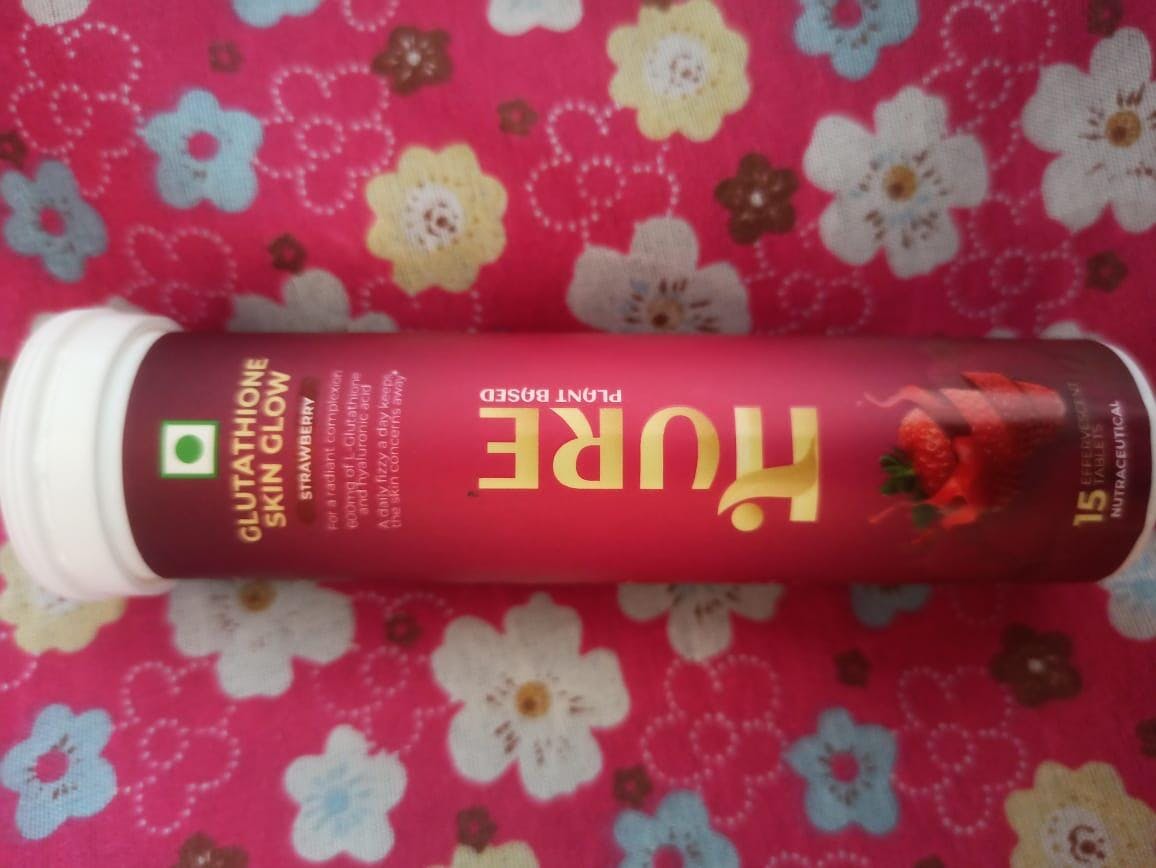 GLUTATHIONE
SKIN GLOW
STRAWBERRY
For a radiant complexion
600mg of L-Glutathione
and hyaluronic acid
A daily fizzy a day keeps
the skin concerns away*
PLANT BASED
15 EFFERVESCENT
TABLETS
NUTRACEUTICAL